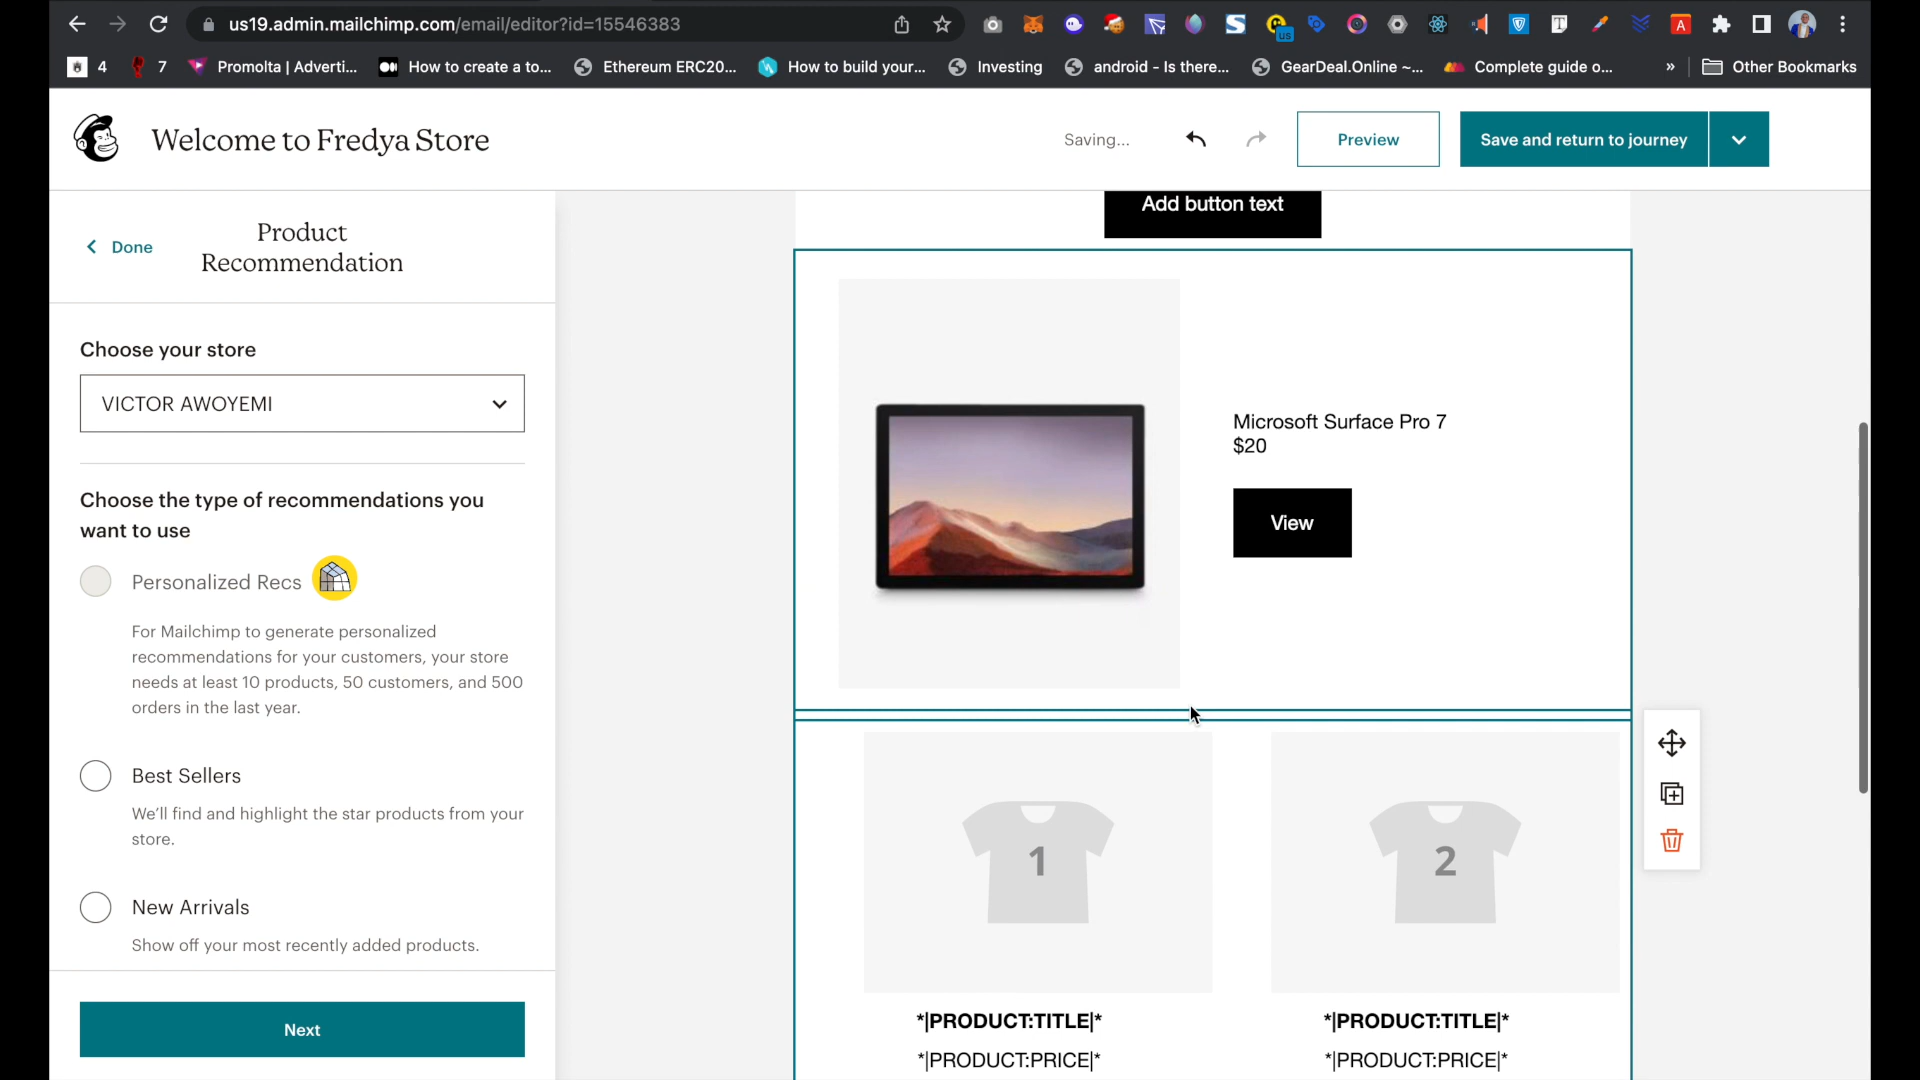 us19.admin.mailchimp.com/email/editor?id=15546383
us
A
4
7
Promolta | Adverti...
How to create a to...
Ethereum ERC20...
How to build your...
Investing
android - Is there...
GearDeal.Online ~...
Complete guide o...
»
Other Bookmarks
Welcome to Fredya Store
Saving...
Preview
Save and return to journey
Done
Product
Recommendation
Choose your store
VICTOR AWOYEMI
Choose the type of recommendations you
want to use
Personalized Recs
For Mailchimp to generate personalized
recommendations for your customers, your store
needs at least 10 products, 50 customers, and 500
orders in the last year.
Best Sellers
We'll find and highlight the star products from your
store.
New Arrivals
Show off your most recently added products.
Next
Add button text
Microsoft Surface Pro 7
$20
View
1
2
*|PRODUCT:TITLE|*
*|PRODUCT:TITLE|*
*|PRODUCT:PRICE|*
*|PRODUCT:PRICE|*